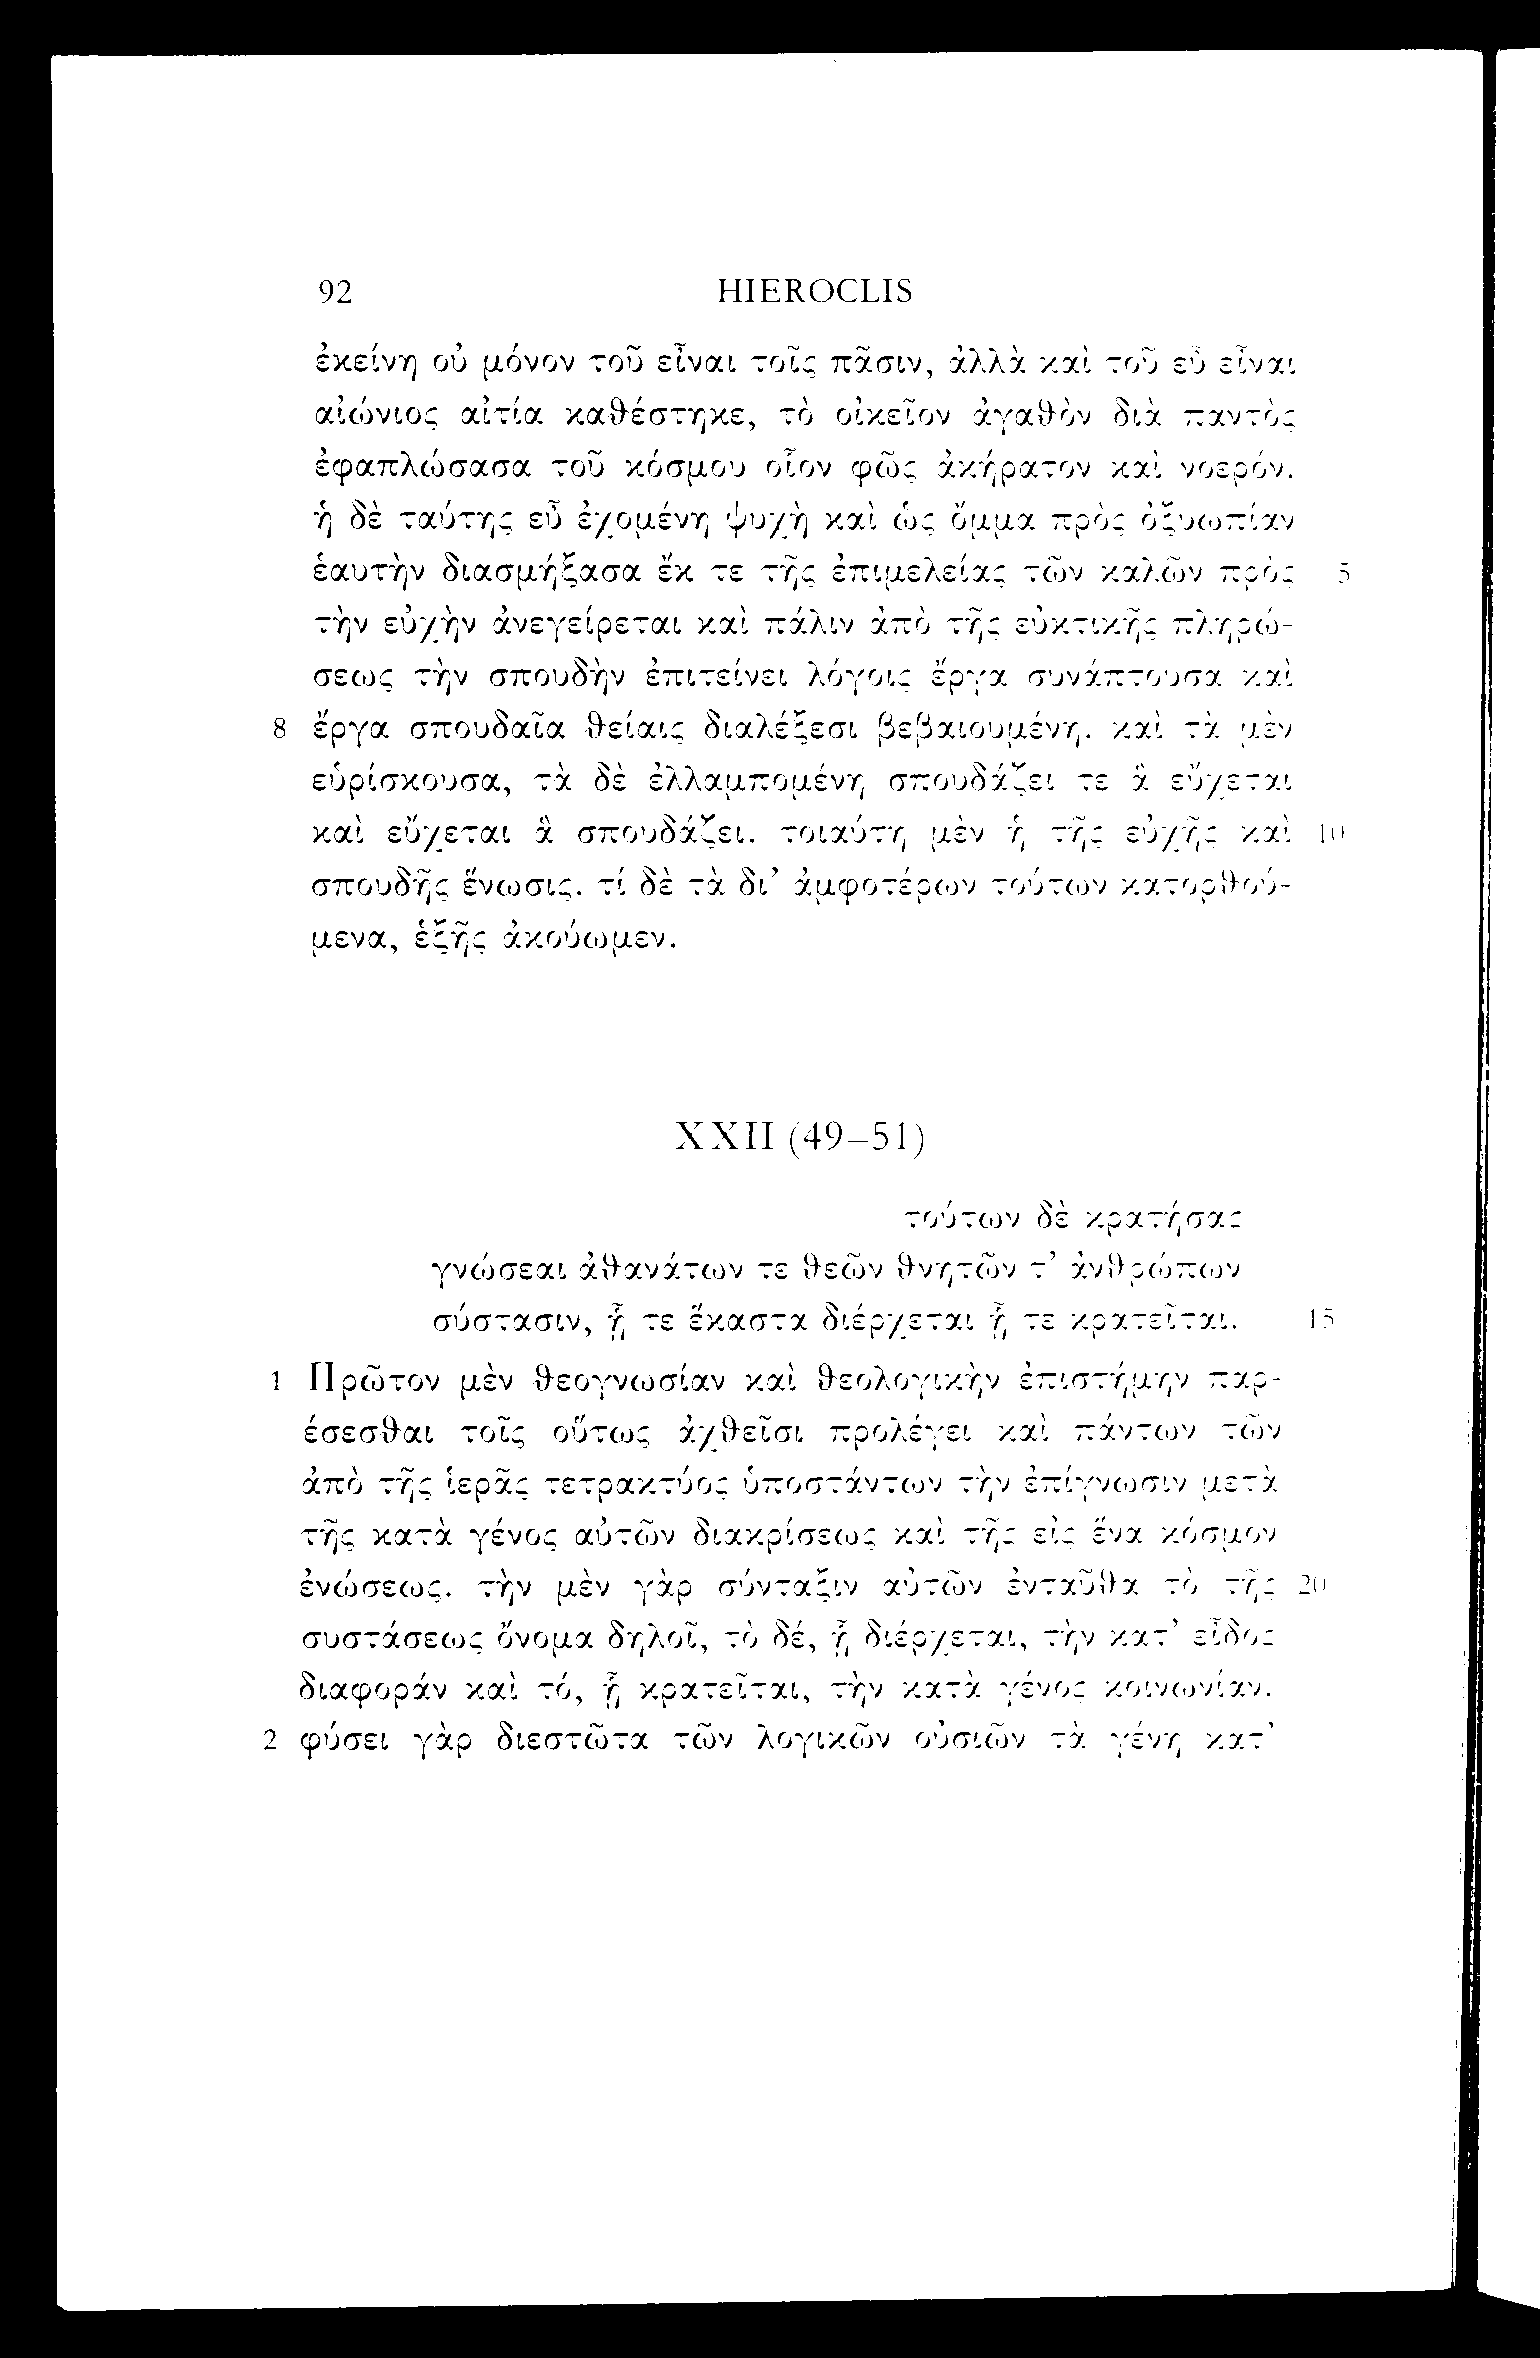 92 HIEROCLIS
ἐκείνη οὐ μόνον τοῦ εἶναι τοῖς πᾶσιν, ἀλλὰ καὶ τοῦ εὖ εἶναι
αἰώνιος αἰτία καθέστηκε, τὸ οἰκεῖον ἀγαθὸν διὰ παντὸς
ἐφαπλώσασα τοῦ κόσμου οἷον φῶς ἀκήρατον καὶ νοερόν.
ἡ δὲ ταύτης εὖ ἐχομένη ψυχὴ καὶ ὡς ὄμμα πρὸς ὀξυωπίαν
ἑαυτὴν διασμήξασα ἔκ τε τῆς ἐπιμελείας τῶν καλῶν πρὸς 5
τὴν εὐχὴν ἀνεγείρεται καὶ πάλιν ἀπὸ τῆς εὐκτικῆς πληρώ-
σεως τὴν σπουδὴν ἐπιτείνει λόγοις ἔργα συνάπτουσα καὶ
8 ἔργα σπουδαῖα θείαις διαλέξεσι βεβαιουμένη. καὶ τὰ μὲν
εὑρίσκουσα, τὰ δὲ ἐλλαμπομένη σπουδάζει τε ἃ εὔχεται
καὶ εὔχεται ἃ σπουδάζει. τοιαύτη μὲν ἡ τῆς εὐχῆς καὶ 10
σπουδῆς ἕνωσις. τί δὲ τὰ δι’ ἀμφοτέρων τούτων κατορθού-
μενα, ἑξῆς ἀκούωμεν.
XXII (49–51)
τούτων δὲ κρατήσας
γνώσεαι ἀθανάτων τε θεῶν θνητῶν τ’ ἀνθρώπων
σύστασιν, ᾗ τε ἕκαστα διέρχεται ᾗ τε κρατεῖται. 15
1 Πρῶτον μὲν θεογνωσίαν καὶ θεολογικὴν ἐπιστήμην παρ-
έσεσθαι τοῖς οὕτως ἀχθεῖσι προλέγει καὶ πάντων τῶν
ἀπὸ τῆς ἱερᾶς τετρακτύος ὑποστάντων τὴν ἐπίγνωσιν μετὰ
τῆς κατὰ γένος αὐτῶν διακρίσεως καὶ τῆς εἰς ἕνα κόσμον
ἑνώσεως. τὴν μὲν γὰρ σύνταξιν αὐτῶν ἐνταῦθα τὸ τῆς 20
συστάσεως ὄνομα δηλοῖ, τὸ δέ, ᾗ διέρχεται, τὴν κατ’ εἶδος
διαφορὰν καὶ τό, ᾗ κρατεῖται, τὴν κατὰ γένος κοινωνίαν.
2 φύσει γὰρ διεστῶτα τῶν λογικῶν οὐσιῶν τὰ γένη κατ’